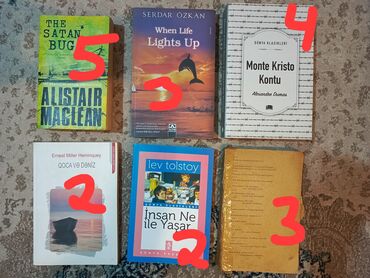 THE
SATAN
BUG
5
ALISTAIR
MACLEAN
SERDAR ÖZKAN
When Life
Lights Up
3
4
DÜNYA KLASİKLERİ
Monte Kristo
Kontu
Alexandre Dumas
Ernest Miller Hemingway
QOCA VƏ DƏNİZ
2
lev tolstoy
İnsan Ne
ile Yaşar
2
3